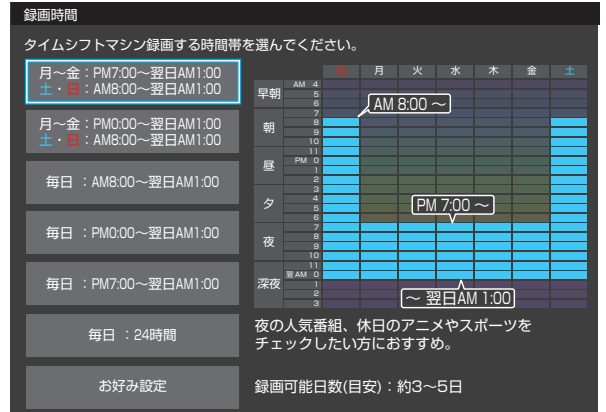 録画時間
タイムシフトマシン録画する時間帯を選んでください。
月～金：PM7:00～翌日AM1:00
土・日：AM8:00～翌日AM1:00
月～金：PM0:00～翌日AM1:00
土・日：AM8:00～翌日AM1:00
毎日 ：AM8:00～翌日AM1:00
毎日 ：PM0:00～翌日AM1:00
毎日 ：PM7:00～翌日AM1:00
毎日 ：24時間
お好み設定
日 月 火 水 木 金 土
早朝
AM 4
5
6
7
朝
8
9
10
11
昼
PM 0
1
2
3
夕
4
5
6
7
夜
8
9
10
11
深夜
翌AM 0
1
2
3
AM 8:00 ～
PM 7:00 ～
～ 翌日AM 1:00
夜の人気番組、休日のアニメやスポーツを
チェックしたい方におすすめ。
録画可能日数(目安)：約3～5日